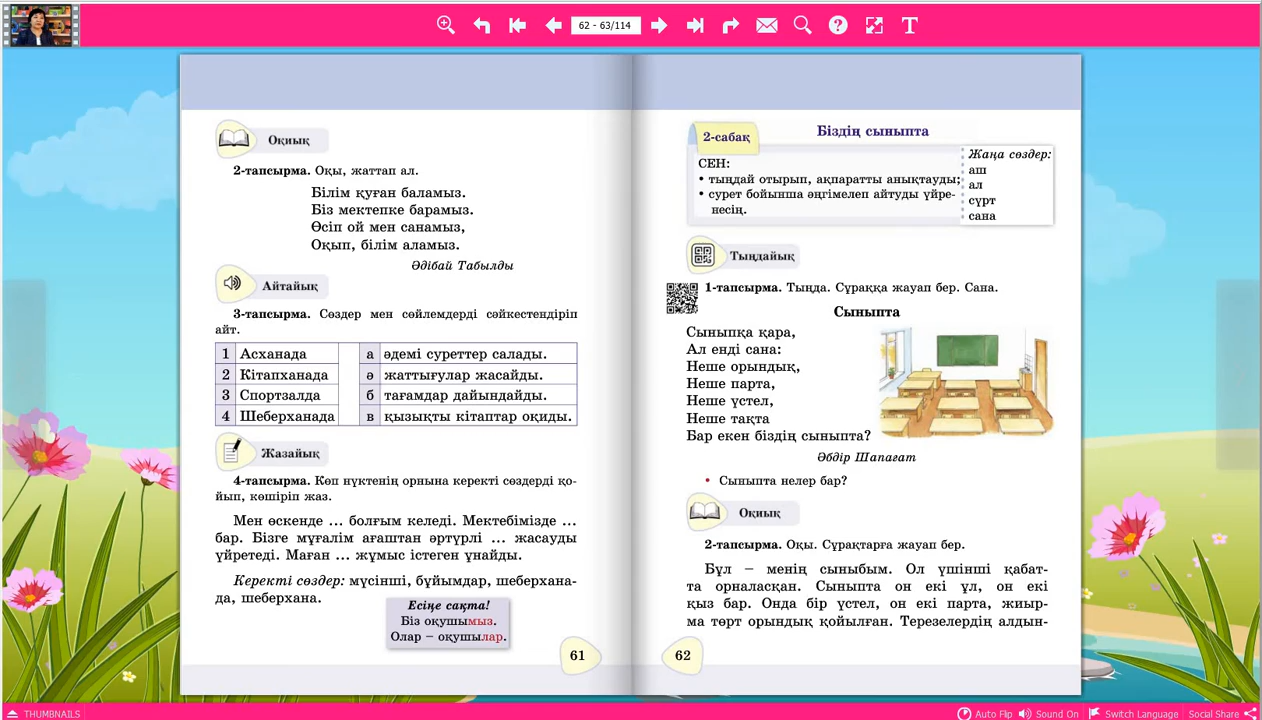 62 - 63/114
T
Оқиық
2-тапсырма. Оқы, жаттап ал.
Білім қуған баламыз.
Біз мектепке барамыз.
Өсіп ой мен санамыз,
Оқып, білім аламыз.
Әдібай Табылды
Айтайық
3-тапсырма. Сөздер мен сөйлемдерді сәйкестендіріп
айт.
1 Асханада а әдемі суреттер салады.
2 Кітапханада ә жаттығулар жасайды.
3 Спортзалда б тағамдар дайындайды.
4 Шеберханада в қызықты кітаптар оқиды.
Жазайық
4-тапсырма. Көп нүктенің орнына керекті сөздерді қо-
йып, көшіріп жаз.
Мен өскенде ... болғым келеді. Мектебімізде ...
бар. Бізге мұғалім ағаштан әртүрлі ... жасауды
үйретеді. Маған ... жұмыс істеген ұнайды.
Керекті сөздер: мүсінші, бұйымдар, шеберхана-
да, шеберхана.
Есіңе сақта!
Біз оқушымыз.
Олар – оқушылар.
61
2-сабақ
Біздің сыныпта
СЕН:
• тыңдай отырып, ақпаратты анықтауды;
• сурет бойынша әңгімелеп айтуды үйре-
несің.
Жаңа сөздер:
аш
ал
сүрт
сана
Тыңдайық
1-тапсырма. Тыңда. Сұраққа жауап бер. Сана.
Сыныпта
Сыныпқа қара,
Ал енді сана:
Неше орындық,
Неше парта,
Неше үстел,
Неше тақта
Бар екен біздің сыныпта?
Әбдір Шапағат
• Сыныпта нелер бар?
Оқиық
2-тапсырма. Оқы. Сұрақтарға жауап бер.
Бұл – менің сыныбым. Ол үшінші қабат-
та орналасқан. Сыныпта он екі ұл, он екі
қыз бар. Онда бір үстел, он екі парта, жиыр-
ма төрт орындық қойылған. Терезелердің алдын-
62
THUMBNAILS
Auto Flip
Sound On
Switch Language
Social Share